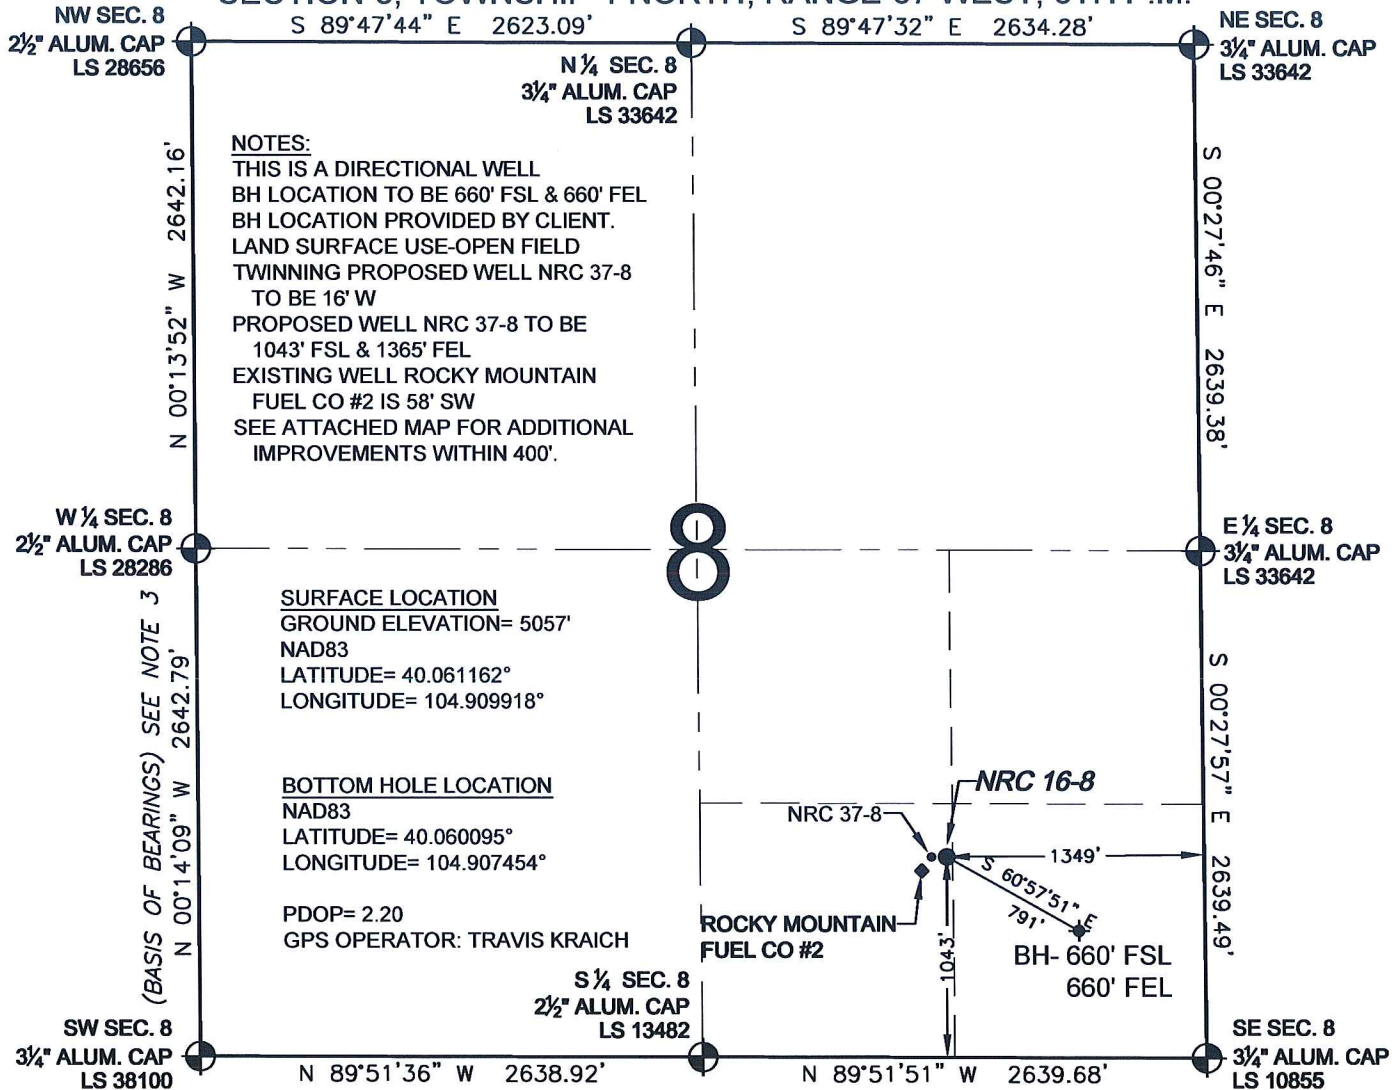 S 89°47'44" E 2623.09'
S 89°47'32" E 2634.28'
NW SEC. 8
2½" ALUM. CAP
LS 28656
N ¼ SEC. 8
3¼" ALUM. CAP
LS 33642
NE SEC. 8
3¼" ALUM. CAP
LS 33642
N 00°13'52" W 2642.16'
NOTES:
THIS IS A DIRECTIONAL WELL
BH LOCATION TO BE 660' FSL & 660' FEL
BH LOCATION PROVIDED BY CLIENT.
LAND SURFACE USE-OPEN FIELD
TWINNING PROPOSED WELL NRC 37-8
TO BE 16' W
PROPOSED WELL NRC 37-8 TO BE
1043' FSL & 1365' FEL
EXISTING WELL ROCKY MOUNTAIN
FUEL CO #2 IS 58' SW
SEE ATTACHED MAP FOR ADDITIONAL
IMPROVEMENTS WITHIN 400'.
S 00°27'46" E 2639.38'
W ¼ SEC. 8
2½" ALUM. CAP
LS 28286
8
E ¼ SEC. 8
3¼" ALUM. CAP
LS 33642
(BASIS OF BEARINGS) SEE NOTE 3
N 00°14'09" W 2642.79'
SURFACE LOCATION
GROUND ELEVATION= 5057'
NAD83
LATITUDE= 40.061162°
LONGITUDE= 104.909918°
BOTTOM HOLE LOCATION
NAD83
LATITUDE= 40.060095°
LONGITUDE= 104.907454°
PDOP= 2.20
GPS OPERATOR: TRAVIS KRAICH
S 00°27'57" E 2639.49'
NRC 16-8
NRC 37-8
1349'
S 60°57'51" E
791'
1043'
ROCKY MOUNTAIN
FUEL CO #2
BH- 660' FSL
660' FEL
S ¼ SEC. 8
2½" ALUM. CAP
LS 13482
SW SEC. 8
3¼" ALUM. CAP
LS 38100
SE SEC. 8
3¼" ALUM. CAP
LS 10855
N 89°51'36" W 2638.92'
N 89°51'51" W 2639.68'